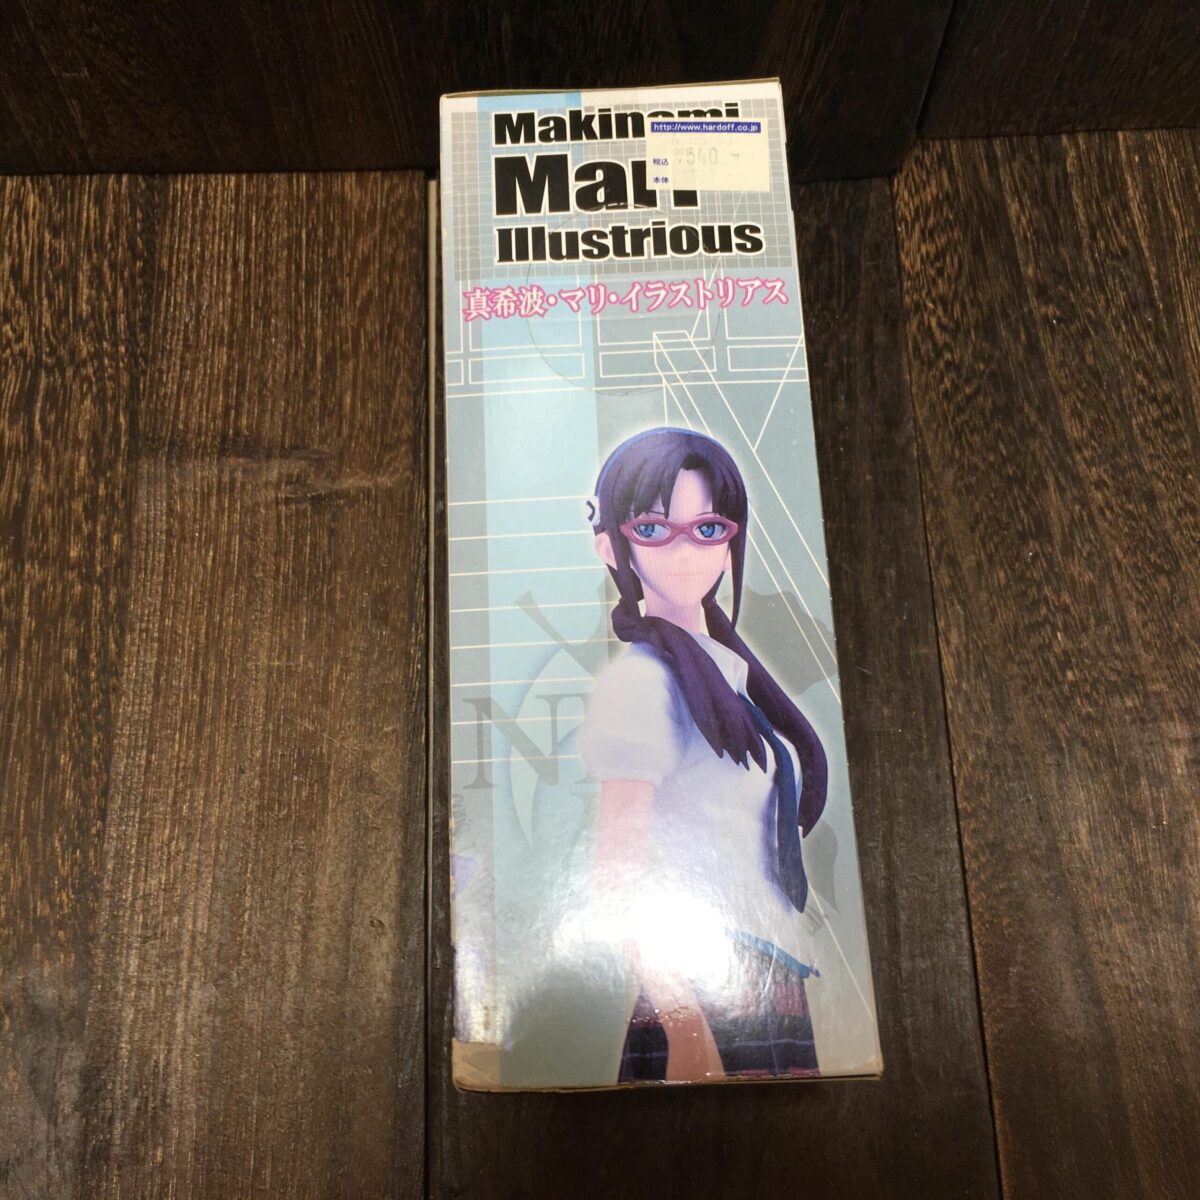 Makinami
http://www.hardoff.co.jp
税込 ¥540
本体
Mari
Illustrious
真希波・マリ・イラストリアス